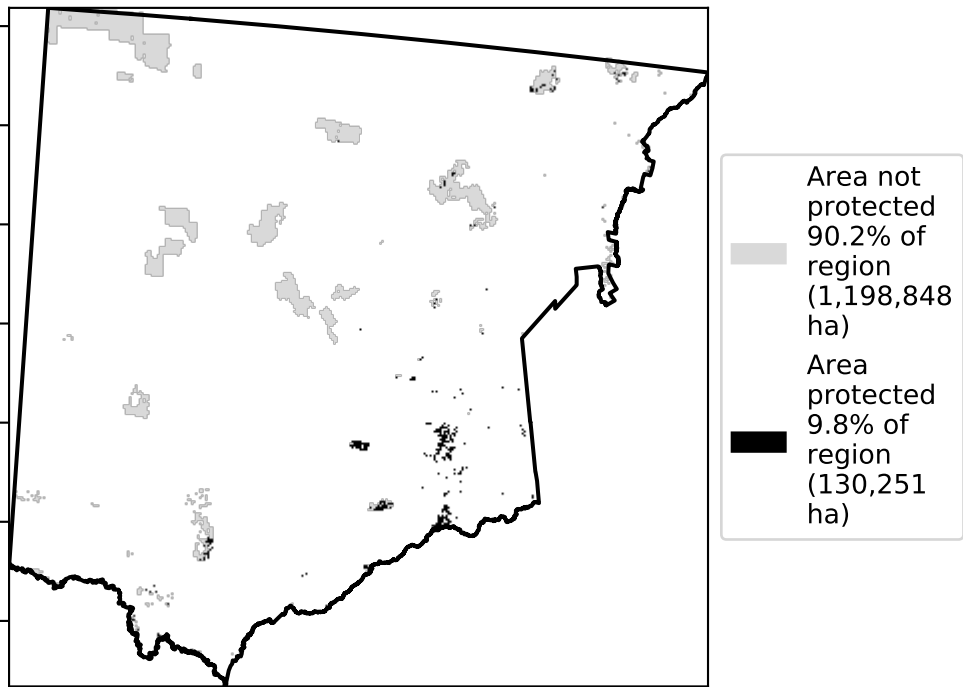 Area not
protected
90.2% of
region
(1,198,848
ha)
Area
protected
9.8% of
region
(130,251
ha)